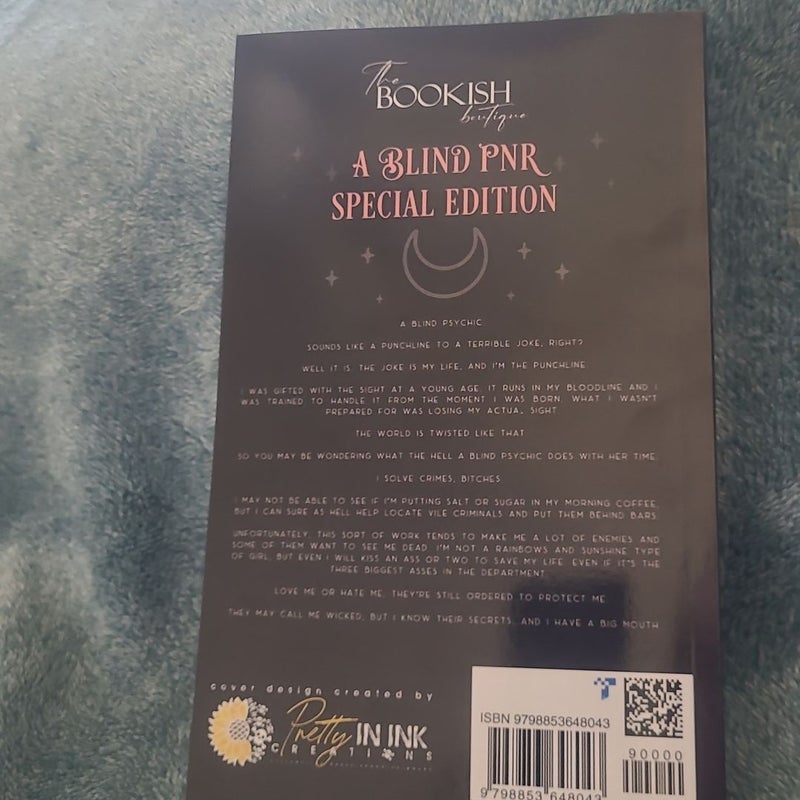 The
BOOKISH
boutique
A BLIND PNR
SPECIAL EDITION
A BLIND PSYCHIC
SOUNDS LIKE A PUNCHLINE TO A TERRIBLE JOKE, RIGHT?
WELL IT IS. THE JOKE IS MY LIFE, AND I'M THE PUNCHLINE.
I WAS GIFTED WITH THE SIGHT AT A YOUNG AGE. IT RUNS IN MY BLOODLINE AND I
WAS TRAINED TO HANDLE IT FROM THE MOMENT I WAS BORN. WHAT I WASN'T
PREPARED FOR WAS LOSING MY ACTUAL SIGHT.
THE WORLD IS TWISTED LIKE THAT
SO YOU MAY BE WONDERING WHAT THE HELL A BLIND PSYCHIC DOES WITH HER TIME.
I SOLVE CRIMES, BITCHES
I MAY NOT BE ABLE TO SEE IF I'M PUTTING SALT OR SUGAR IN MY MORNING COFFEE,
BUT I CAN SURE AS HELL HELP LOCATE VILE CRIMINALS AND PUT THEM BEHIND BARS.
UNFORTUNATELY, THIS SORT OF WORK TENDS TO MAKE ME A LOT OF ENEMIES AND
SOME OF THEM WANT TO SEE ME DEAD. I'M NOT A RAINBOWS AND SUNSHINE TYPE
OF GIRL, BUT EVEN I WILL KISS AN ASS OR TWO TO SAVE MY LIFE. EVEN IF IT'S THE
THREE BIGGEST ASSES IN THE DEPARTMENT.
LOVE ME OR HATE ME, THEY'RE STILL ORDERED TO PROTECT ME.
THEY MAY CALL ME WICKED, BUT I KNOW THEIR SECRETS, AND I HAVE A BIG MOUTH
cover design created by
Pretty IN INK
CREATIONS
ISBN 9798853648043
90000
9 798853 648043